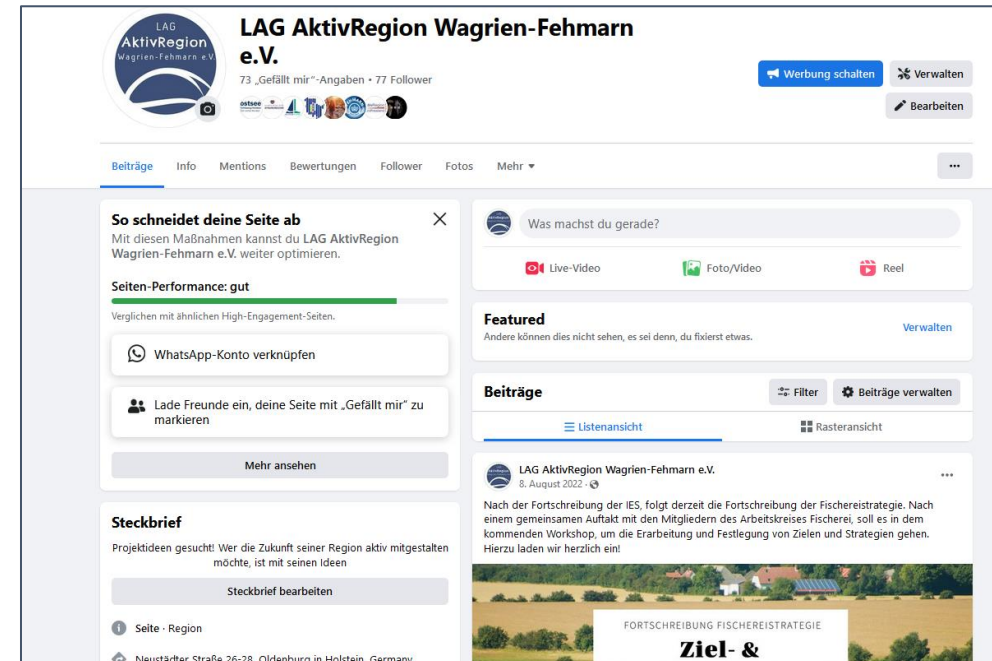 LAG
AktivRegion
Wagrien-Fehmarn e.V.
LAG AktivRegion Wagrien-Fehmarn
e.V.
73 „Gefällt mir“-Angaben • 77 Follower
ostsee
Werbung schalten
Verwalten
Bearbeiten
Beiträge
Info
Mentions
Bewertungen
Follower
Fotos
Mehr
So schneidet deine Seite ab
Mit diesen Maßnahmen kannst du LAG AktivRegion
Wagrien-Fehmarn e.V. weiter optimieren.
Seiten-Performance: gut
Verglichen mit ähnlichen High-Engagement-Seiten.
WhatsApp-Konto verknüpfen
Lade Freunde ein, deine Seite mit „Gefällt mir“ zu
markieren
Mehr ansehen
Steckbrief
Projektideen gesucht! Wer die Zukunft seiner Region aktiv mitgestalten
möchte, ist mit seinen Ideen
Steckbrief bearbeiten
Seite · Region
Neustädter Straße 26-28, Oldenburg in Holstein, Germany
Was machst du gerade?
Live-Video
Foto/Video
Reel
Featured
Andere können dies nicht sehen, es sei denn, du fixierst etwas.
Verwalten
Beiträge
Filter
Beiträge verwalten
Listenansicht
Rasteransicht
LAG AktivRegion Wagrien-Fehmarn e.V.
8. August 2022 ·
Nach der Fortschreibung der IES, folgt derzeit die Fortschreibung der Fischereistrategie. Nach
einem gemeinsamen Auftakt mit den Mitgliedern des Arbeitskreises Fischerei, soll es in dem
kommenden Workshop, um die Erarbeitung und Festlegung von Zielen und Strategien gehen.
Hierzu laden wir herzlich ein!
FORTSCHREIBUNG FISCHEREISTRATEGIE
Ziel- &